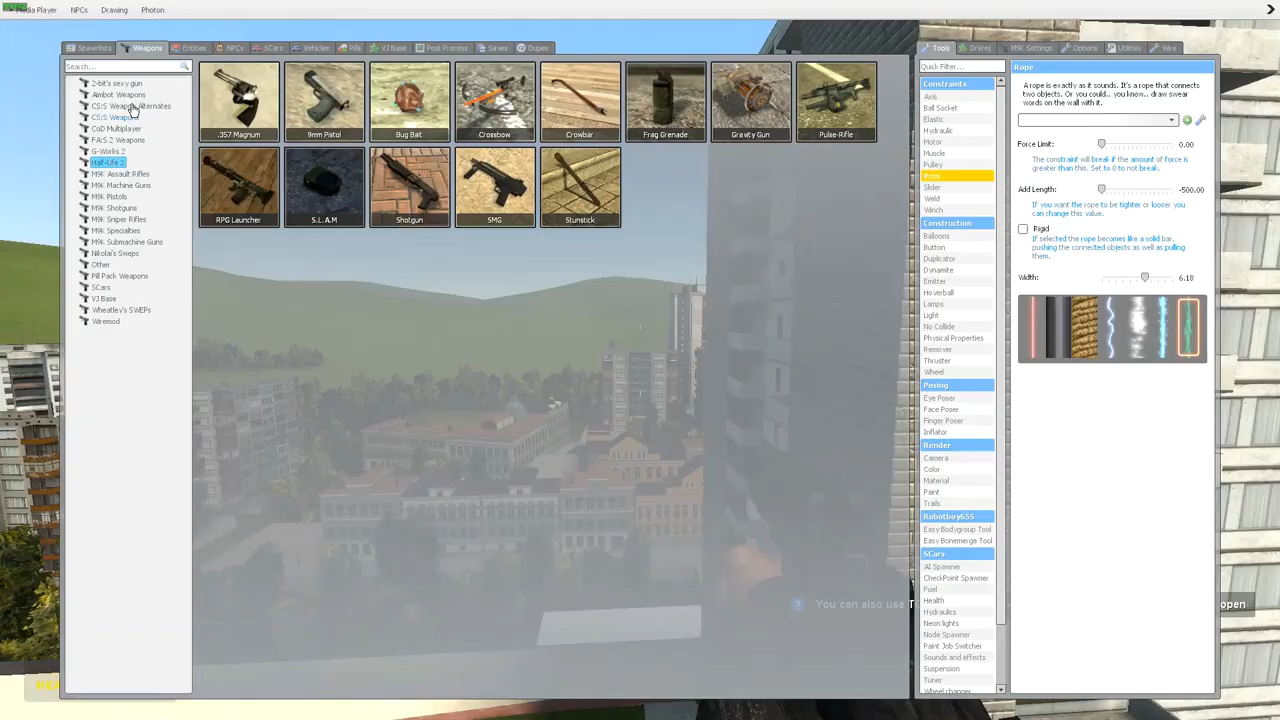 Media Player NPCs Drawing Photon
Spawnlists Weapons Entities NPCs SCars Vehicles Pills VJ Base Post Process Saves Dupes
Search...
2-bit's sexy gun
Aimbot Weapons
CS:S Weapon Alternates
CS:S Weapons
CoD Multiplayer
FA:S 2 Weapons
G-Works 2
Half-Life 2
M9K Assault Rifles
M9K Machine Guns
M9K Pistols
M9K Shotguns
M9K Sniper Rifles
M9K Specialties
M9K Submachine Guns
Nikolai's Sweps
Other
Pill Pack Weapons
SCars
VJ Base
Wheatley's SWEPs
Wiremod
.357 Magnum
9mm Pistol
Bug Bait
Crossbow
Crowbar
Frag Grenade
Gravity Gun
Pulse-Rifle
RPG Launcher
S.L.A.M
Shotgun
SMG
Stunstick
You can also use T
open
Tools M9K Settings Options Utilities Wire
Quick Filter...
Constraints
Axis
Ball Socket
Elastic
Hydraulic
Motor
Muscle
Pulley
Rope
Slider
Weld
Winch
Construction
Balloons
Button
Duplicator
Dynamite
Emitter
Hoverball
Lamps
Light
No Collide
Physical Properties
Remover
Thruster
Wheel
Posing
Eye Poser
Face Poser
Finger Poser
Inflator
Render
Camera
Color
Material
Paint
Trails
Robotboy655
Easy Bodygroup Tool
Easy Bonemerge Tool
SCars
AI Spawner
CheckPoint Spawner
Fuel
Health
Hydraulics
Neon lights
Node Spawner
Paint Job Switcher
Sounds and effects
Suspension
Tuner
Wheel changer
Rope
A rope is exactly as it sounds. It's a rope that connects
two objects. Or you could.. you know.. draw swear
words on the wall with it.
Force Limit: 0.00
The constraint will break if the amount of force is
greater than this. Set to 0 to not break.
Add Length: -500.00
If you want the rope to be tighter or looser you
can change this value.
Rigid
If selected the rope becomes like a solid bar,
pushing the connected objects as well as pulling
them.
Width: 6.18